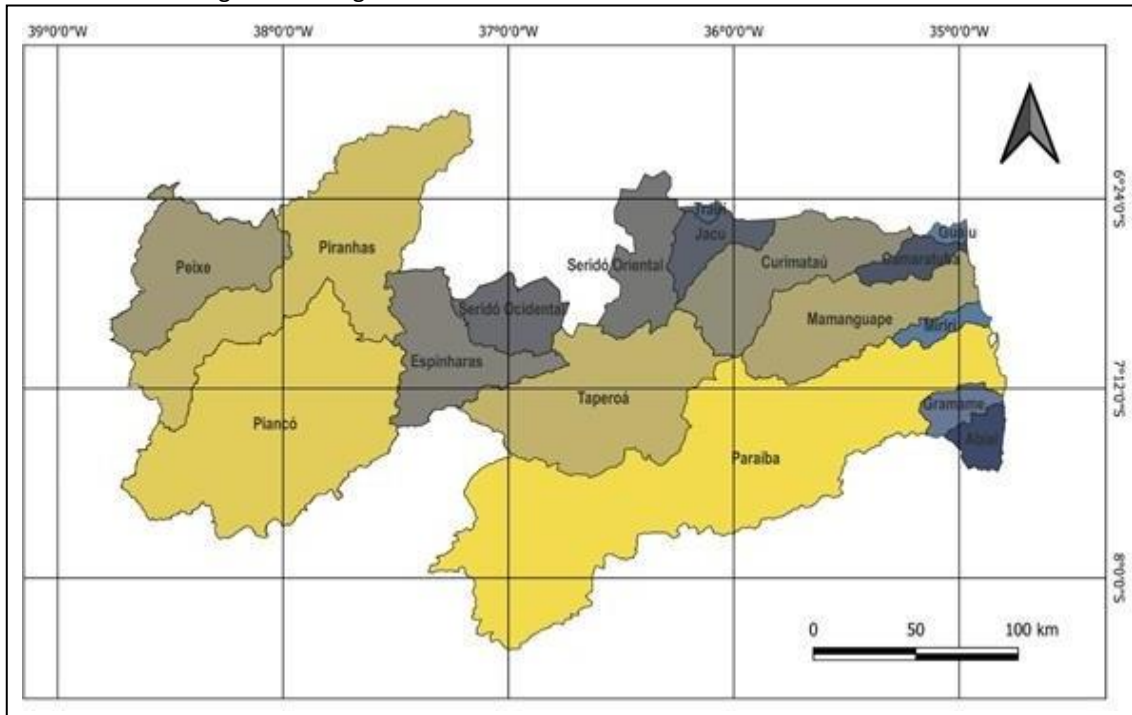 39°0'0"W 38°0'0"W 37°0'0"W 36°0'0"W 35°0'0"W
6°24'0"S
Trairi
Guaju
Jacu
Piranhas
Camaratuba
Peixe
Seridó Oriental
Curimataú
Seridó Ocidental
Mamanguape
Miriri
Espinharas
7°12'0"S
Taperoá
Gramame
Piancó
Abiaí
Paraíba
8°0'0"S
0 50 100 km